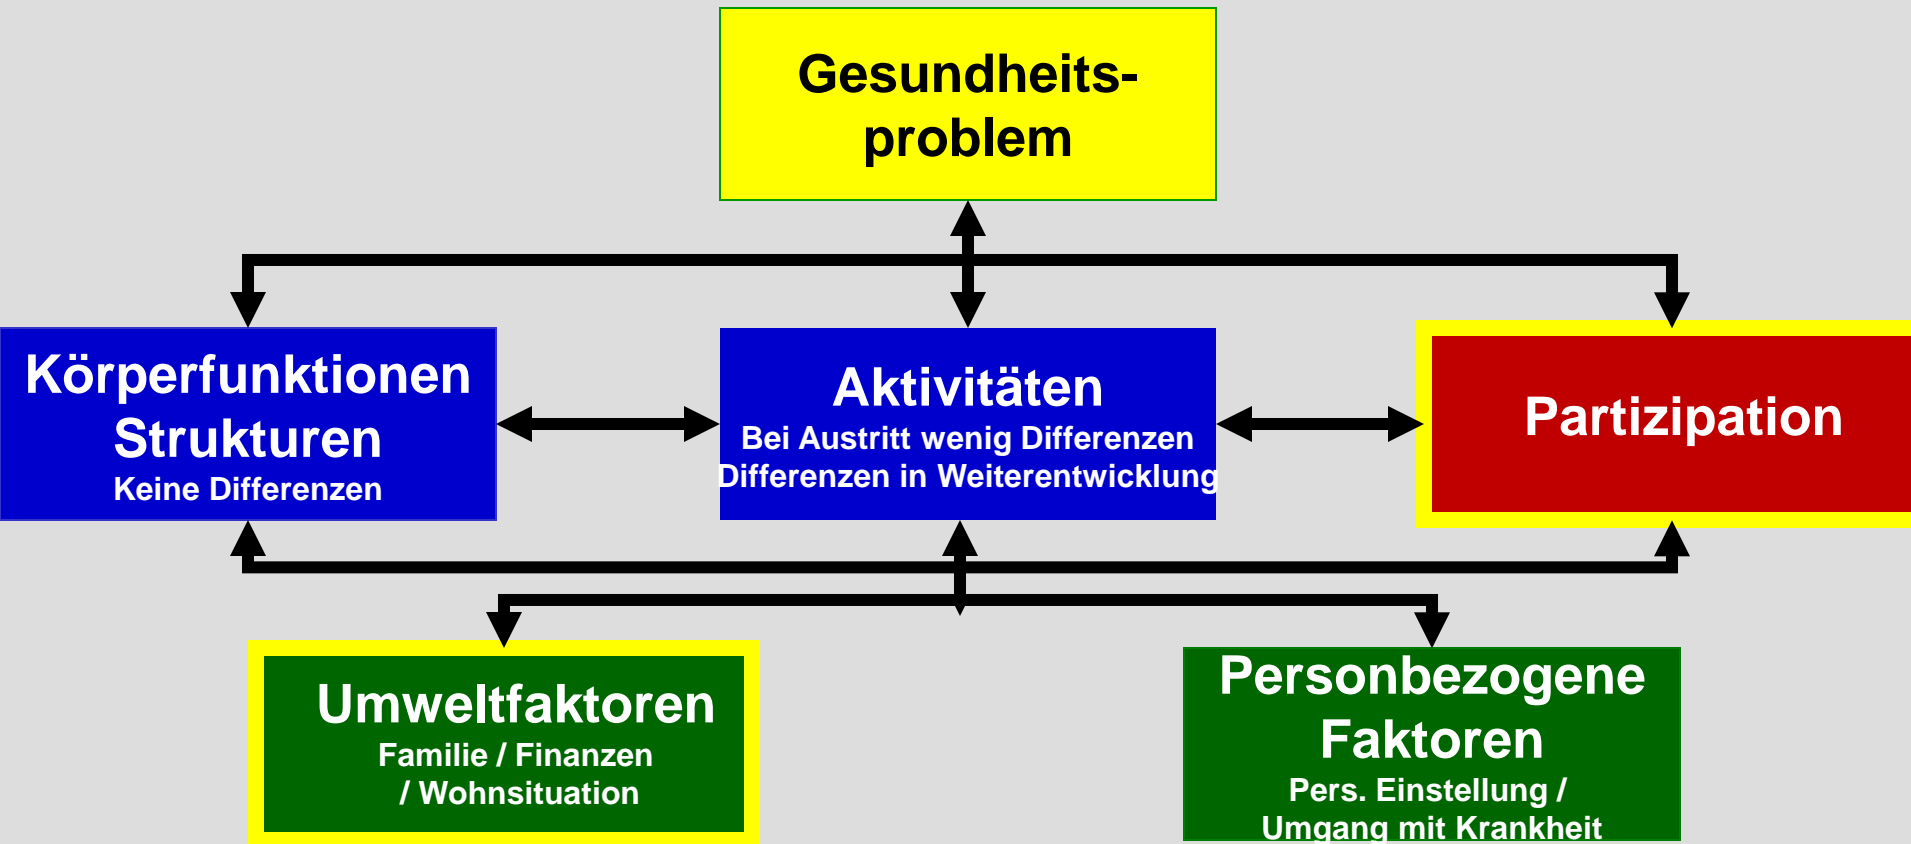 Gesundheits-
problem
Körperfunktionen
Strukturen
Keine Differenzen
Aktivitäten
Bei Austritt wenig Differenzen
Differenzen in Weiterentwicklung
Partizipation
Umweltfaktoren
Familie / Finanzen
/ Wohnsituation
Personbezogene
Faktoren
Pers. Einstellung /
Umgang mit Krankheit